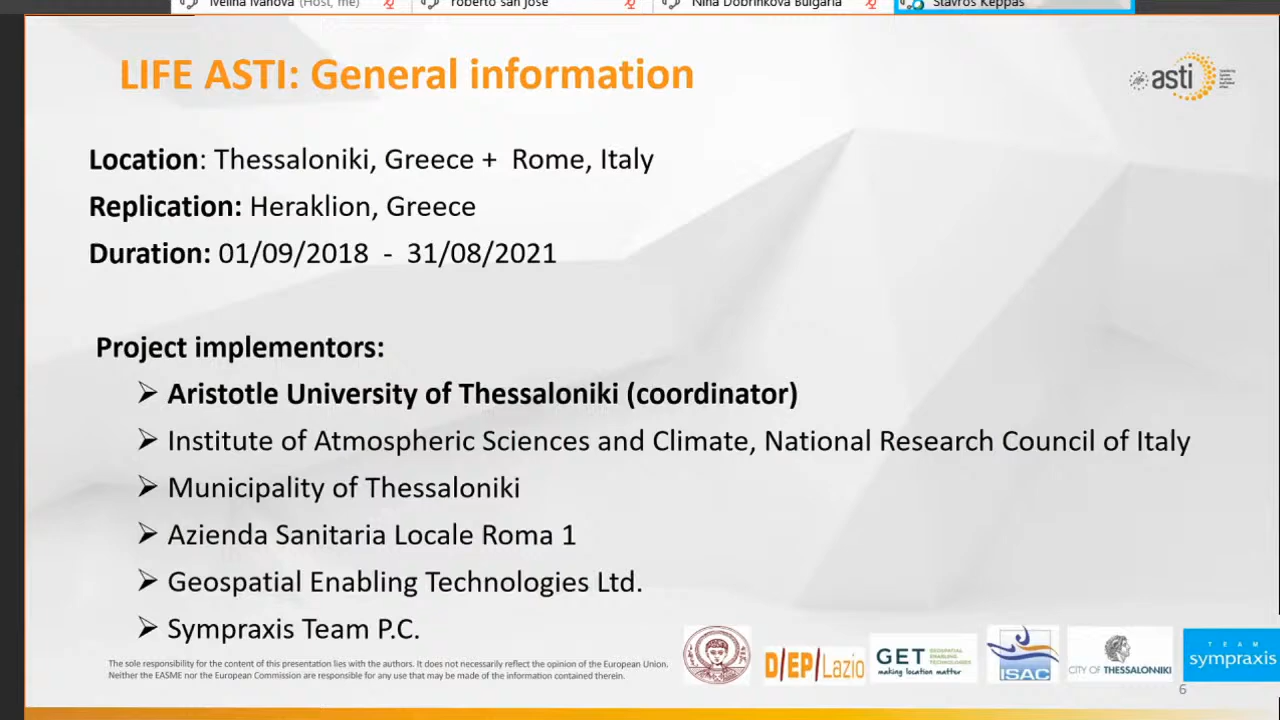 Ivelina Ivanova (Host, me)
roberto san jose
Nina Dobrinkova Bulgaria
Stavros Keppas
LIFE ASTI: General information
asti
Location: Thessaloniki, Greece + Rome, Italy
Replication: Heraklion, Greece
Duration: 01/09/2018 - 31/08/2021
Project implementors:
➢ Aristotle University of Thessaloniki (coordinator)
➢ Institute of Atmospheric Sciences and Climate, National Research Council of Italy
➢ Municipality of Thessaloniki
➢ Azienda Sanitaria Locale Roma 1
➢ Geospatial Enabling Technologies Ltd.
➢ Sympraxis Team P.C.
The sole responsibility for the content of this presentation lies with the authors. It does not necessarily reflect the opinion of the European Union.
Neither the EASME nor the European Commission are responsible for any use that may be made of the information contained therein.
D/EP/Lazio
GET GEOSPATIAL ENABLING TECHNOLOGIES
making location matter
ISAC
CITY OF THESSALONIKI
TEAM
sympraxis
6